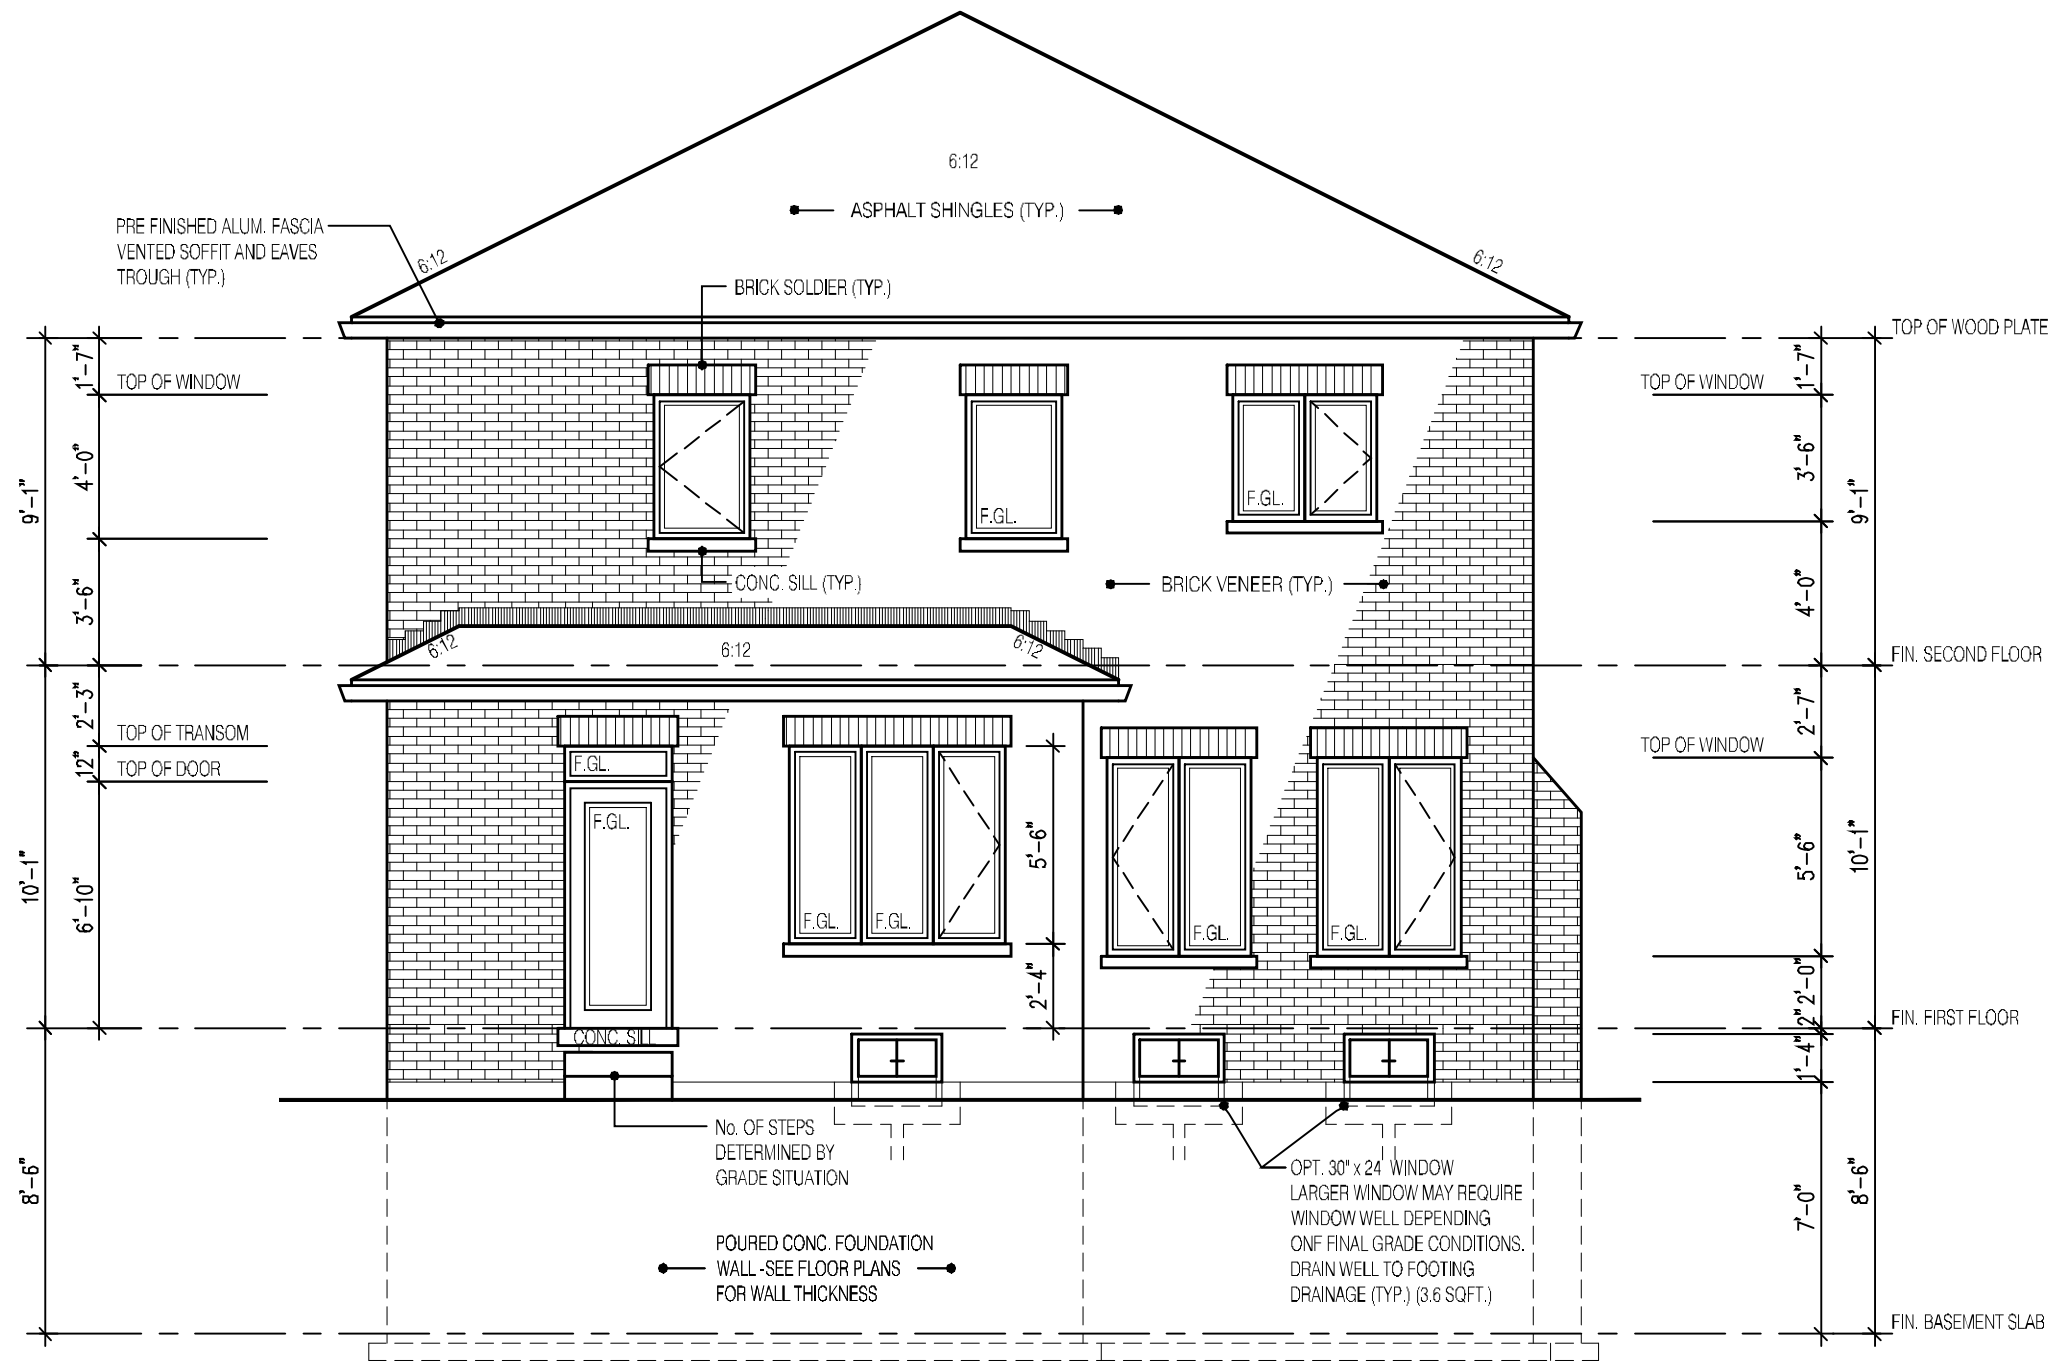 6:12
ASPHALT SHINGLES (TYP.)
PRE FINISHED ALUM. FASCIA
VENTED SOFFIT AND EAVES
TROUGH (TYP.)
6:12
6:12
BRICK SOLDIER (TYP.)
TOP OF WOOD PLATE
1'-7"
TOP OF WINDOW
TOP OF WINDOW
1'-7"
9'-1"
4'-0"
3'-6"
F.GL.
F.GL.
3'-6"
9'-1"
4'-0"
CONC. SILL (TYP.)
BRICK VENEER (TYP.)
6:12
6:12
6:12
FIN. SECOND FLOOR
2'-3"
2'-7"
TOP OF TRANSOM
12"
TOP OF DOOR
TOP OF WINDOW
F.GL.
F.GL.
10'-1"
6'-10"
F.GL.
F.GL.
5'-6"
2'-4"
F.GL.
F.GL.
5'-6"
10'-1"
2'-0"
2"
FIN. FIRST FLOOR
CONC. SILL
1'-4"
No. OF STEPS
DETERMINED BY
GRADE SITUATION
OPT. 30" x 24 WINDOW
LARGER WINDOW MAY REQUIRE
WINDOW WELL DEPENDING
ONF FINAL GRADE CONDITIONS.
DRAIN WELL TO FOOTING
DRAINAGE (TYP.) (3.6 SQFT.)
8'-6"
7'-0"
8'-6"
POURED CONC. FOUNDATION
WALL -SEE FLOOR PLANS
FOR WALL THICKNESS
FIN. BASEMENT SLAB